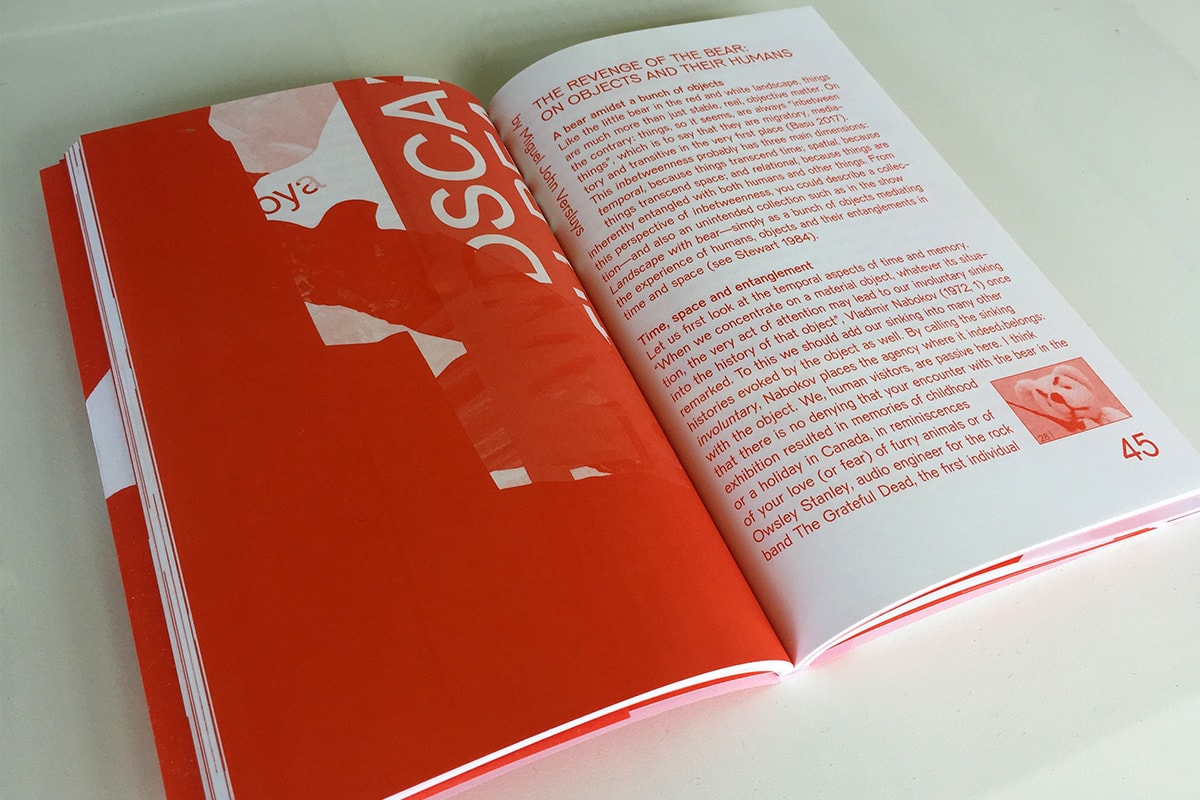 oya
DSCA
THE REVENGE OF THE BEAR:
ON OBJECTS AND THEIR HUMANS
by Miguel John Versluys
A bear amidst a bunch of objects
Like the little bear in the red and white landscape, things
are much more than just stable, real, objective matter. On
the contrary: things, so it seems, are always “inbetween
things”, which is to say that they are migratory, media-
tory and transitive in the very first place (Basu 2017).
This inbetweenness probably has three main dimensions:
temporal, because things transcend time; spatial, because
things transcend space; and relational, because things are
inherently entangled with both humans and other things. From
this perspective of inbetweenness, you could describe a collec-
tion—and also an unintended collection such as in the show
Landscape with bear—simply as a bunch of objects mediating
the experience of humans, objects and their entanglements in
time and space (see Stewart 1984).
Time, space and entanglement
Let us first look at the temporal aspects of time and memory.
“When we concentrate on a material object, whatever its situa-
tion, the very act of attention may lead to our involuntary sinking
into the history of that object”, Vladimir Nabokov (1972, 1) once
remarked. To this we should add our sinking into many other
histories evoked by the object as well. By calling the sinking
involuntary, Nabokov places the agency where it indeed belongs;
with the object. We, human visitors, are passive here. I think
that there is no denying that your encounter with the bear in the
exhibition resulted in memories of childhood
or a holiday in Canada, in reminiscences
of your love (or fear) of furry animals or of
Owsley Stanley, audio engineer for the rock
band The Grateful Dead, the first individual
45